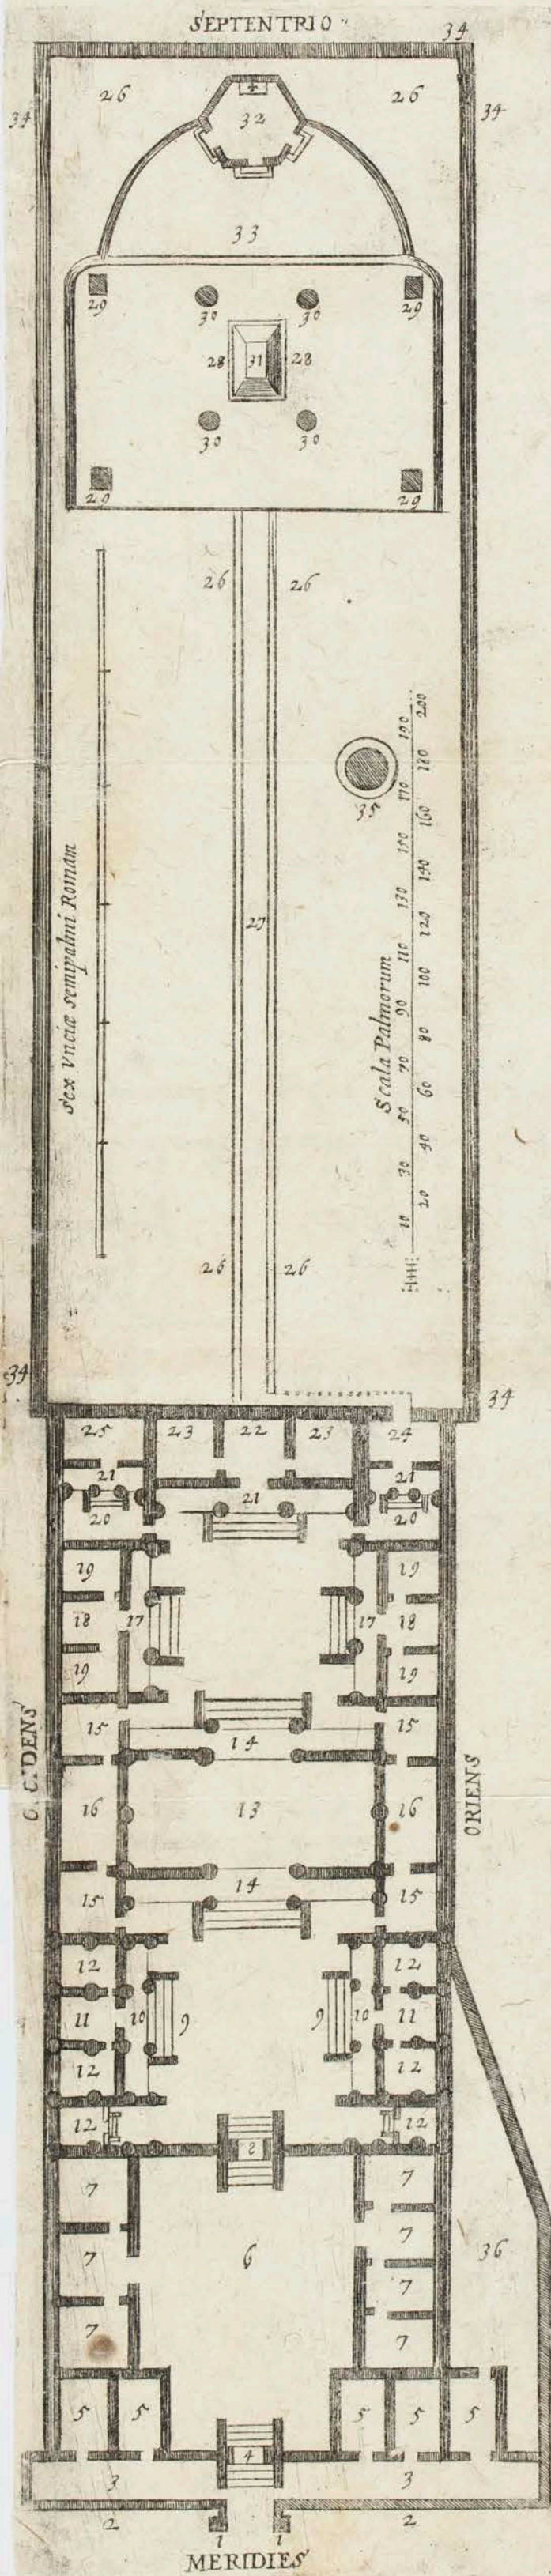 SEPTENTRIO
34
26 26
34 32 34
33
29 30 30 29
28 31 28
30 30
29 29
26 26
35
27
Sex Vnciæ semipalmi Romam
Scala Palmorum
10 30 50 70 90 110 130 150 170 190
20 40 60 80 100 120 140 160 180 200
26 26
34 34
25 23 22 23 24
21 21 21
20 20
19 19
18 17 17 18
19 19
15 14 15
OCCIDENS
ORIENS
16 13 16
15 14 15
12 12
11 10 9 9 10 11
12 12
12 8 12
7 7
7 6 7 36
7 7
7
5 5 5 5 5
3 4 3
2 2
1 1
MERIDIES